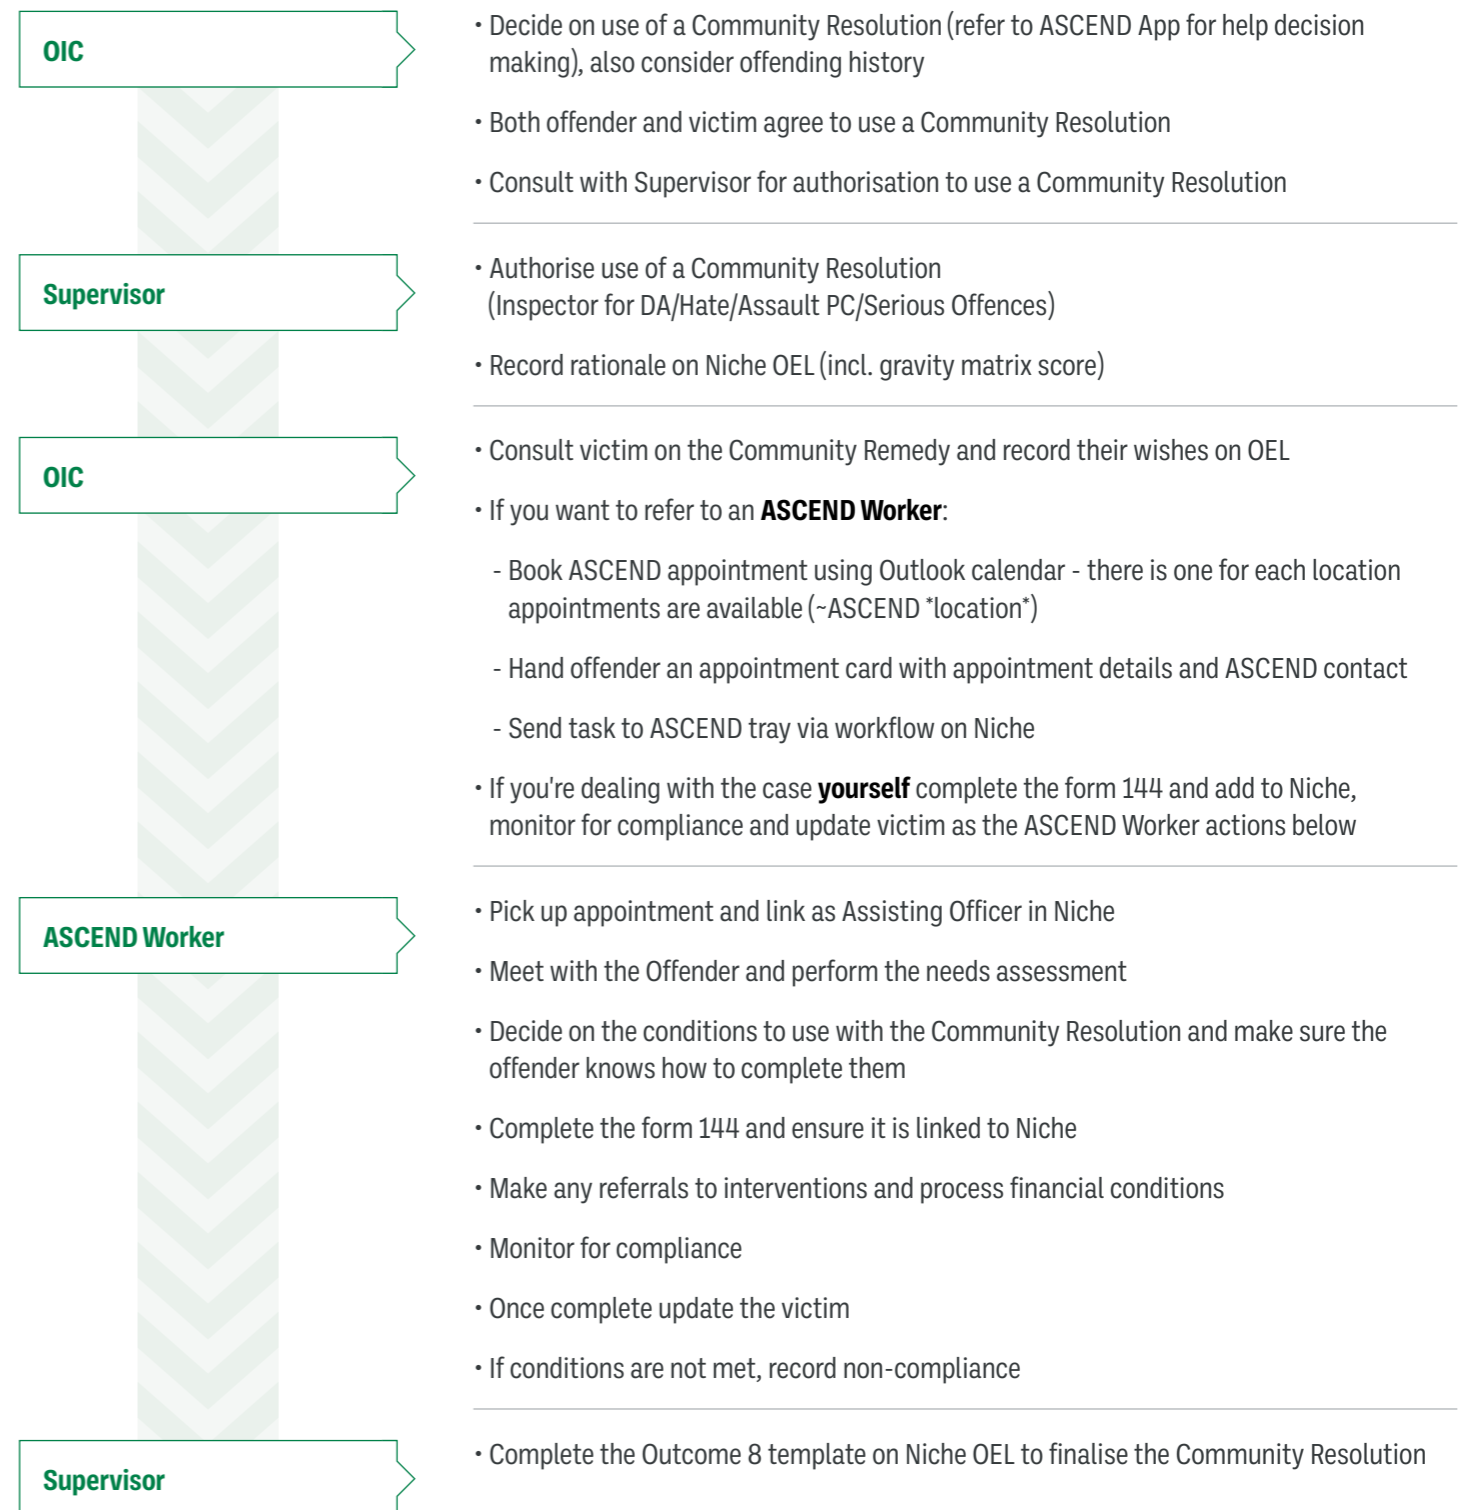 OIC
• Decide on use of a Community Resolution (refer to ASCEND App for help decision
making), also consider offending history
• Both offender and victim agree to use a Community Resolution
• Consult with Supervisor for authorisation to use a Community Resolution
Supervisor
• Authorise use of a Community Resolution
(Inspector for DA/Hate/Assault PC/Serious Offences)
• Record rationale on Niche OEL (incl. gravity matrix score)
OIC
• Consult victim on the Community Remedy and record their wishes on OEL
• If you want to refer to an ASCEND Worker:
- Book ASCEND appointment using Outlook calendar - there is one for each location
appointments are available (~ASCEND *location*)
- Hand offender an appointment card with appointment details and ASCEND contact
- Send task to ASCEND tray via workflow on Niche
• If you're dealing with the case yourself complete the form 144 and add to Niche,
monitor for compliance and update victim as the ASCEND Worker actions below
ASCEND Worker
• Pick up appointment and link as Assisting Officer in Niche
• Meet with the Offender and perform the needs assessment
• Decide on the conditions to use with the Community Resolution and make sure the
offender knows how to complete them
• Complete the form 144 and ensure it is linked to Niche
• Make any referrals to interventions and process financial conditions
• Monitor for compliance
• Once complete update the victim
• If conditions are not met, record non-compliance
Supervisor
• Complete the Outcome 8 template on Niche OEL to finalise the Community Resolution